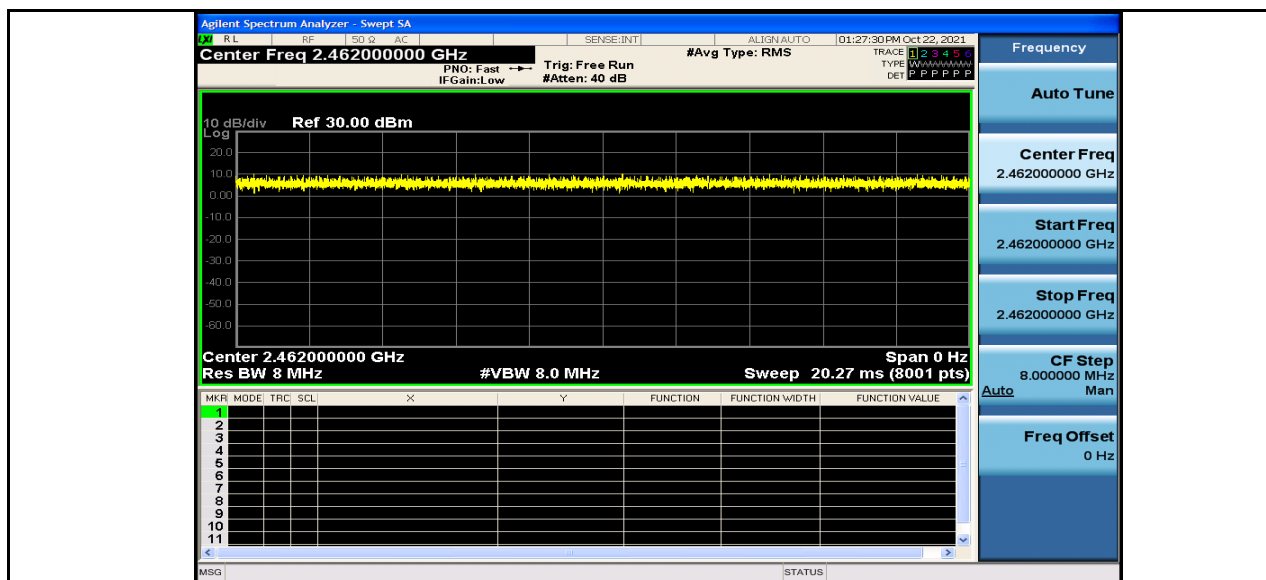 Agilent Spectrum Analyzer - Swept SA
LXI RL RF 50 Ω AC SENSE:INT ALIGN AUTO 01:27:30 PM Oct 22, 2021
Center Freq 2.462000000 GHz
PNO: Fast
IFGain:Low
Trig: Free Run
#Atten: 40 dB
#Avg Type: RMS
TRACE 1 2 3 4 5 6
TYPE
DET P P P P P P
10 dB/div
Log
Ref 30.00 dBm
20.0
10.0
0.00
-10.0
-20.0
-30.0
-40.0
-50.0
-60.0
Center 2.462000000 GHz
Span 0 Hz
Res BW 8 MHz
#VBW 8.0 MHz
Sweep 20.27 ms (8001 pts)
MKR MODE TRC SCL X Y FUNCTION FUNCTION WIDTH FUNCTION VALUE
1
2
3
4
5
6
7
8
9
10
11
MSG
STATUS
Frequency
Auto Tune
Center Freq
2.462000000 GHz
Start Freq
2.462000000 GHz
Stop Freq
2.462000000 GHz
CF Step
8.000000 MHz
Auto Man
Freq Offset
0 Hz